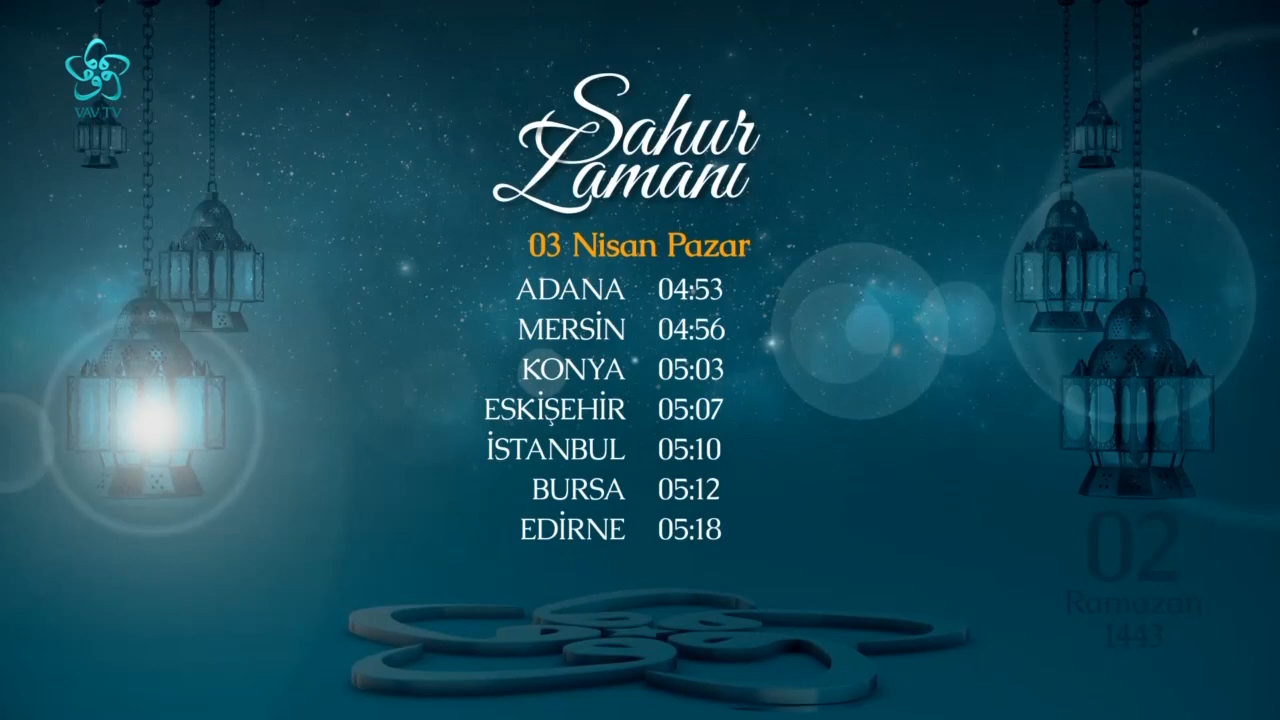 VAV TV
Sahur
Zamanı
03 Nisan Pazar
ADANA 04:53
MERSİN 04:56
KONYA 05:03
ESKİŞEHİR 05:07
İSTANBUL 05:10
BURSA 05:12
EDİRNE 05:18
02
Ramazan
1443